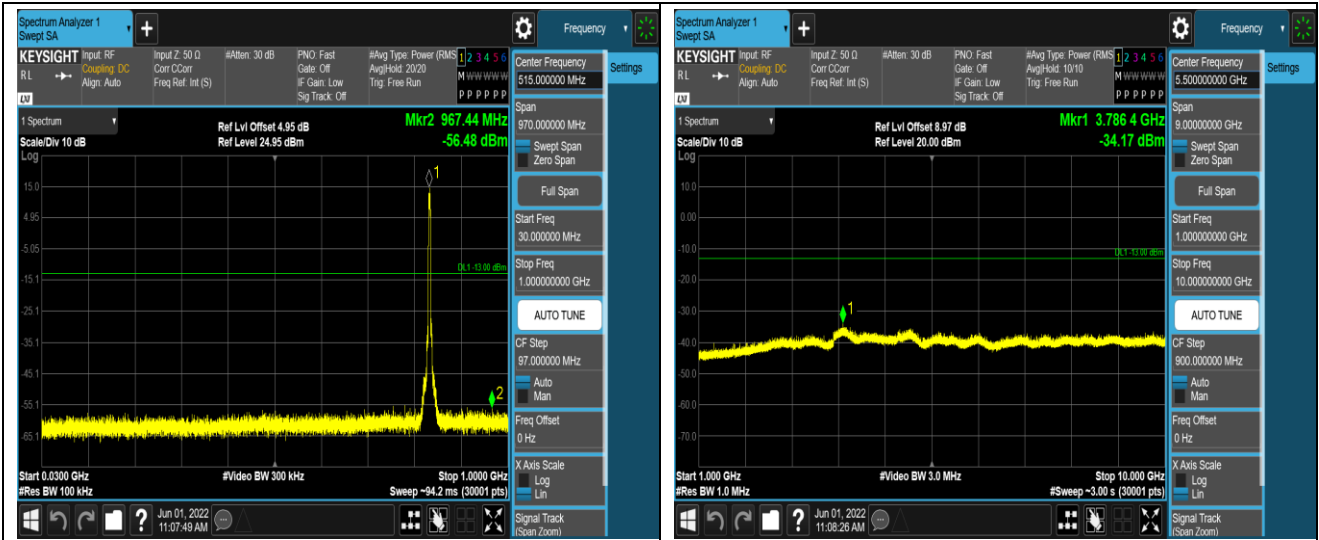 Spectrum Analyzer 1
Swept SA
+
Frequency
KEYSIGHT
Input: RF
Input Z: 50 Ω
#Atten: 30 dB
PNO: Fast
#Avg Type: Power (RMS
1 2 3 4 5 6
RL
Coupling: DC
Corr CCorr
Gate: Off
Avg|Hold: 20/20
M W W W W W
Align: Auto
Freq Ref: Int (S)
IF Gain: Low
Trig: Free Run
Sig Track: Off
P P P P P P
LXI
1 Spectrum
Ref Lvl Offset 4.95 dB
Mkr2 967.44 MHz
Scale/Div 10 dB
Ref Level 24.95 dBm
-56.48 dBm
Log
1
15.0
4.95
-5.05
DL1 -13.00 dBm
-15.1
-25.1
-35.1
-45.1
2
-55.1
-65.1
Start 0.0300 GHz
#Video BW 300 kHz
Stop 1.0000 GHz
#Res BW 100 kHz
Sweep ~94.2 ms (30001 pts)
Center Frequency
515.000000 MHz
Settings
Span
970.000000 MHz
Swept Span
Zero Span
Full Span
Start Freq
30.000000 MHz
Stop Freq
1.000000000 GHz
AUTO TUNE
CF Step
97.000000 MHz
Auto
Man
Freq Offset
0 Hz
X Axis Scale
Log
Lin
Signal Track
(Span Zoom)
?
Jun 01, 2022
11:07:49 AM
Spectrum Analyzer 1
Swept SA
+
Frequency
KEYSIGHT
Input: RF
Input Z: 50 Ω
#Atten: 30 dB
PNO: Fast
#Avg Type: Power (RMS
1 2 3 4 5 6
RL
Coupling: DC
Corr CCorr
Gate: Off
Avg|Hold: 10/10
M W W W W W
Align: Auto
Freq Ref: Int (S)
IF Gain: Low
Trig: Free Run
Sig Track: Off
P P P P P P
LXI
1 Spectrum
Ref Lvl Offset 8.97 dB
Mkr1 3.786 4 GHz
Scale/Div 10 dB
Ref Level 20.00 dBm
-34.17 dBm
Log
10.0
0.00
-10.0
DL1 -13.00 dBm
-20.0
-30.0
1
-40.0
-50.0
-60.0
-70.0
Start 1.000 GHz
#Video BW 3.0 MHz
Stop 10.000 GHz
#Res BW 1.0 MHz
#Sweep ~3.00 s (30001 pts)
Center Frequency
5.500000000 GHz
Settings
Span
9.00000000 GHz
Swept Span
Zero Span
Full Span
Start Freq
1.000000000 GHz
Stop Freq
10.000000000 GHz
AUTO TUNE
CF Step
900.000000 MHz
Auto
Man
Freq Offset
0 Hz
X Axis Scale
Log
Lin
Signal Track
(Span Zoom)
?
Jun 01, 2022
11:08:26 AM